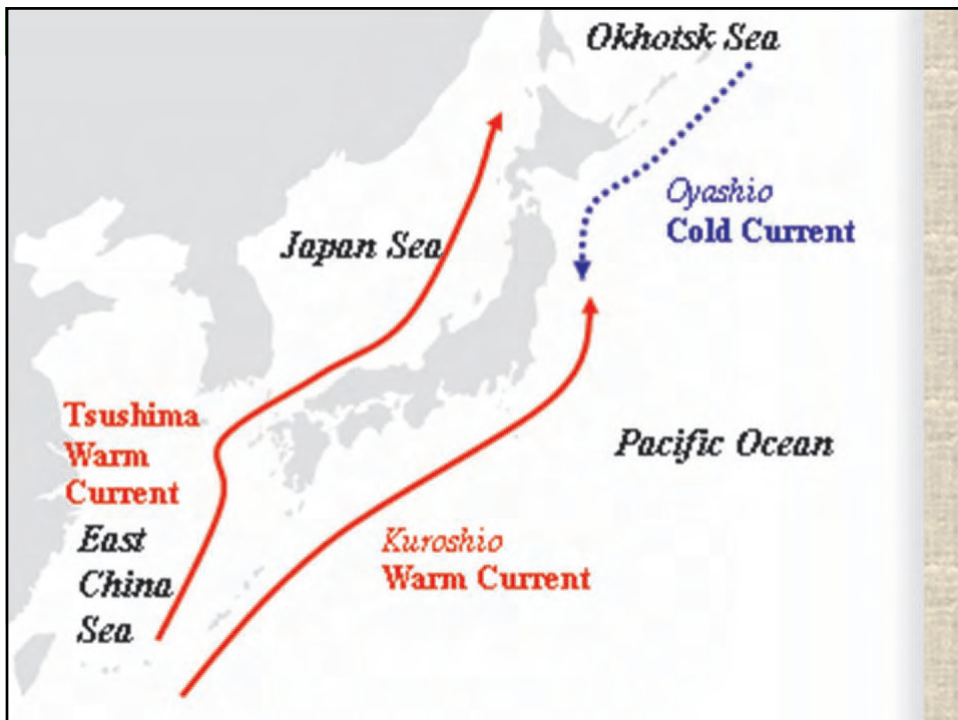 Okhotsk Sea
Oyashio
Cold Current
Japan Sea
Tsushima
Warm
Current
Pacific Ocean
East
China
Sea
Kuroshio
Warm Current